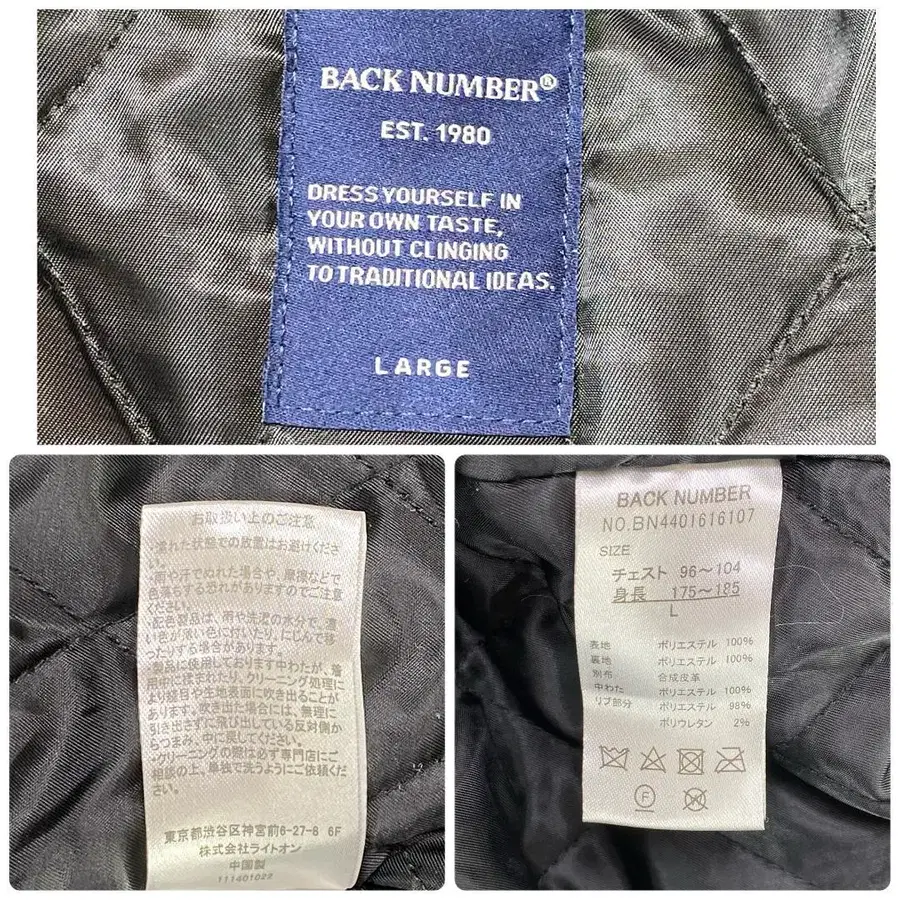 BACK NUMBER®
EST. 1980
DRESS YOURSELF IN
YOUR OWN TASTE,
WITHOUT CLINGING
TO TRADITIONAL IDEAS.
LARGE
お取扱い上のご注意
・濡れた状態での放置はお避けくださ
い。
・雨や汗でぬれた場合や、摩擦などで
色落ちする恐れがありますのでご注意
ください。
・配色製品は、雨や洗濯の水分で、濃
い色が淡い色に付いたり、にじんで移
ったりする場合があります。
・製品に使用しております中わたが、着
用中に揉まれたり、クリーニング処理に
より縫目や生地表面に吹き出ることが
あります。吹き出た場合には、無理に
引き出さずに飛び出している反対側か
らつまみ、中に戻してください。
・クリーニングの際は必ず専門店にご
相談の上、単独で洗うようにご依頼くだ
さい。
東京都渋谷区神宮前6-27-8 6F
株式会社ライトオン
中国製
111401022
BACK NUMBER
NO.BN4401616107
SIZE
チェスト 96～104
身長 175～185
L
表地 ポリエステル 100%
裏地 ポリエステル 100%
別布 合成皮革
中わた ポリエステル 100%
リブ部分 ポリエステル 98%
ポリウレタン 2%
F
W